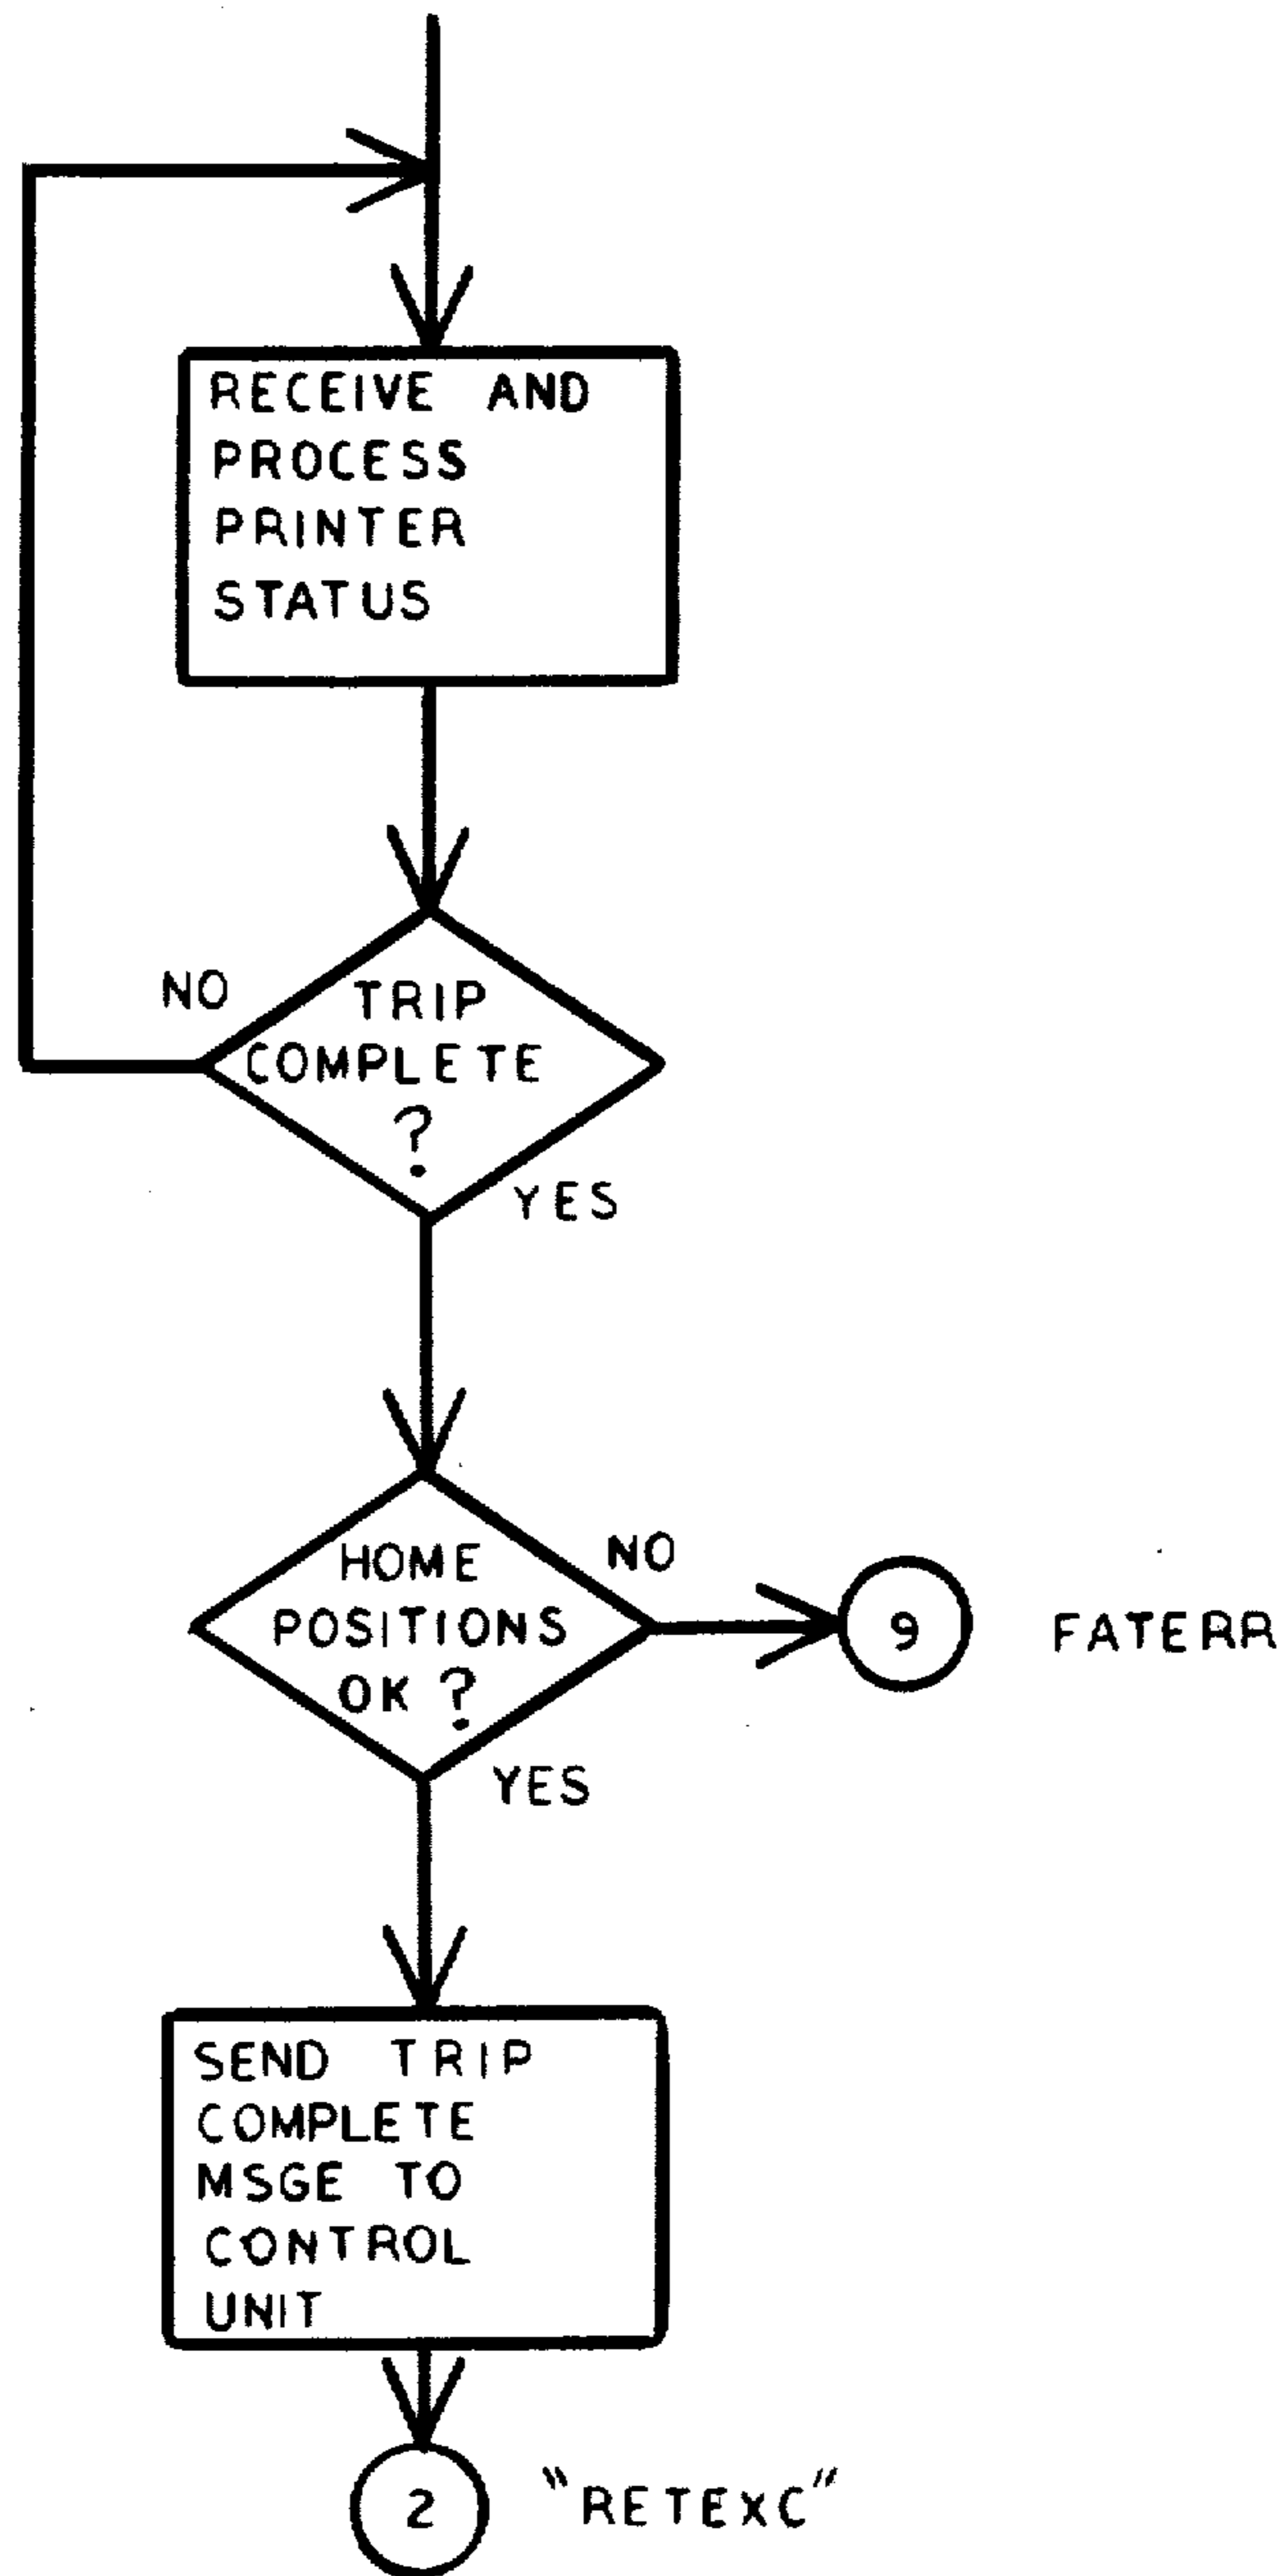 RECEIVE AND
PROCESS
PRINTER
STATUS
NO
TRIP
COMPLETE
?
YES
HOME
POSITIONS
OK ?
NO
9
FATERR
YES
SEND TRIP
COMPLETE
MSGE TO
CONTROL
UNIT
2
"RETEXC"